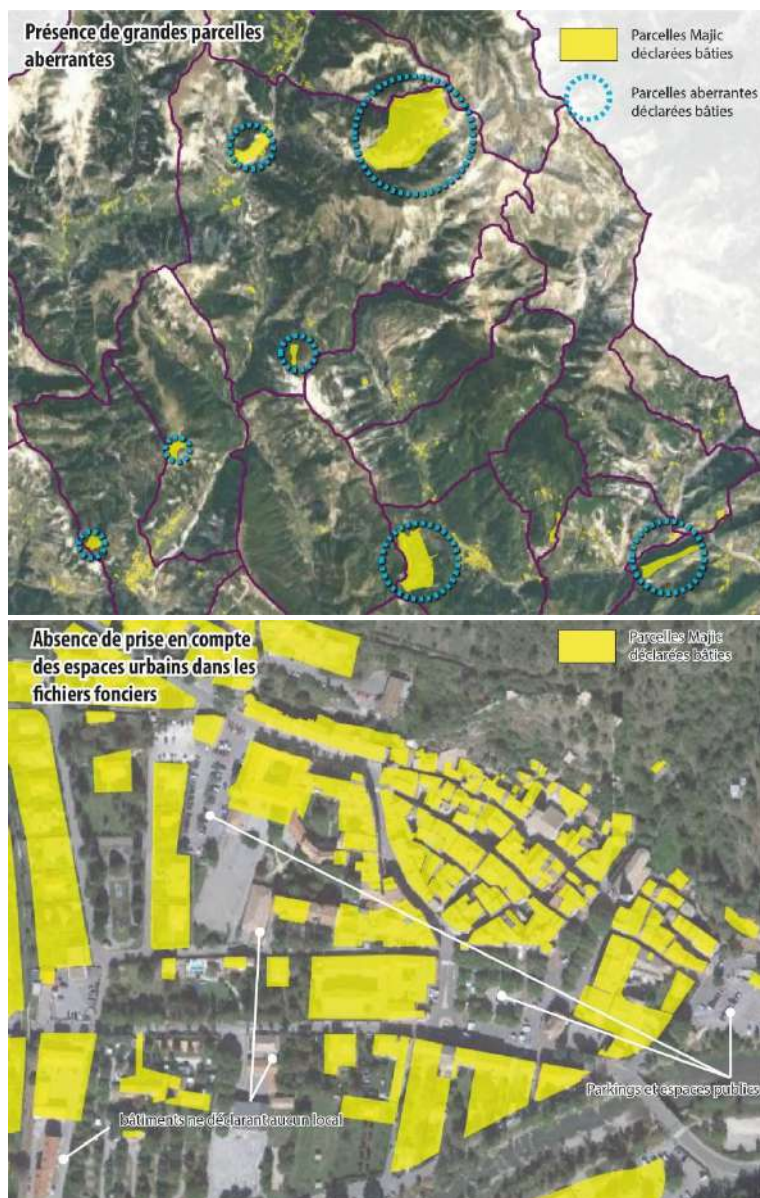 Présence de grandes parcelles
aberrantes
Parcelles Majic
déclarées bâties
Parcelles aberrantes
déclarées bâties
Absence de prise en compte
des espaces urbains dans les
fichiers fonciers
Parcelles Majic
déclarées bâties
Parkings et espaces publics
bâtiments ne déclarant aucun local